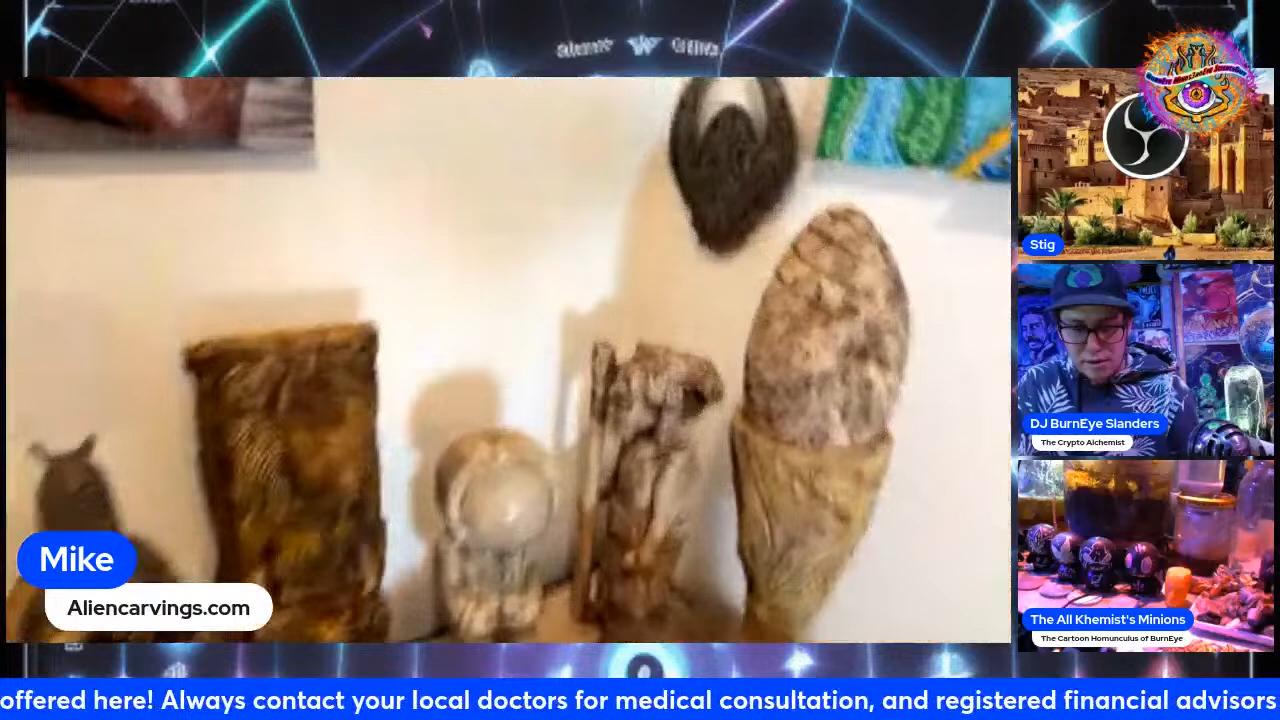 Stig
DJ BurnEye Slanders
The Crypto Alchemist
Mike
Aliencarvings.com
The All Khemist's Minions
The Cartoon Homunculus of BurnEye
offered here! Always contact your local doctors for medical consultation, and registered financial advisors